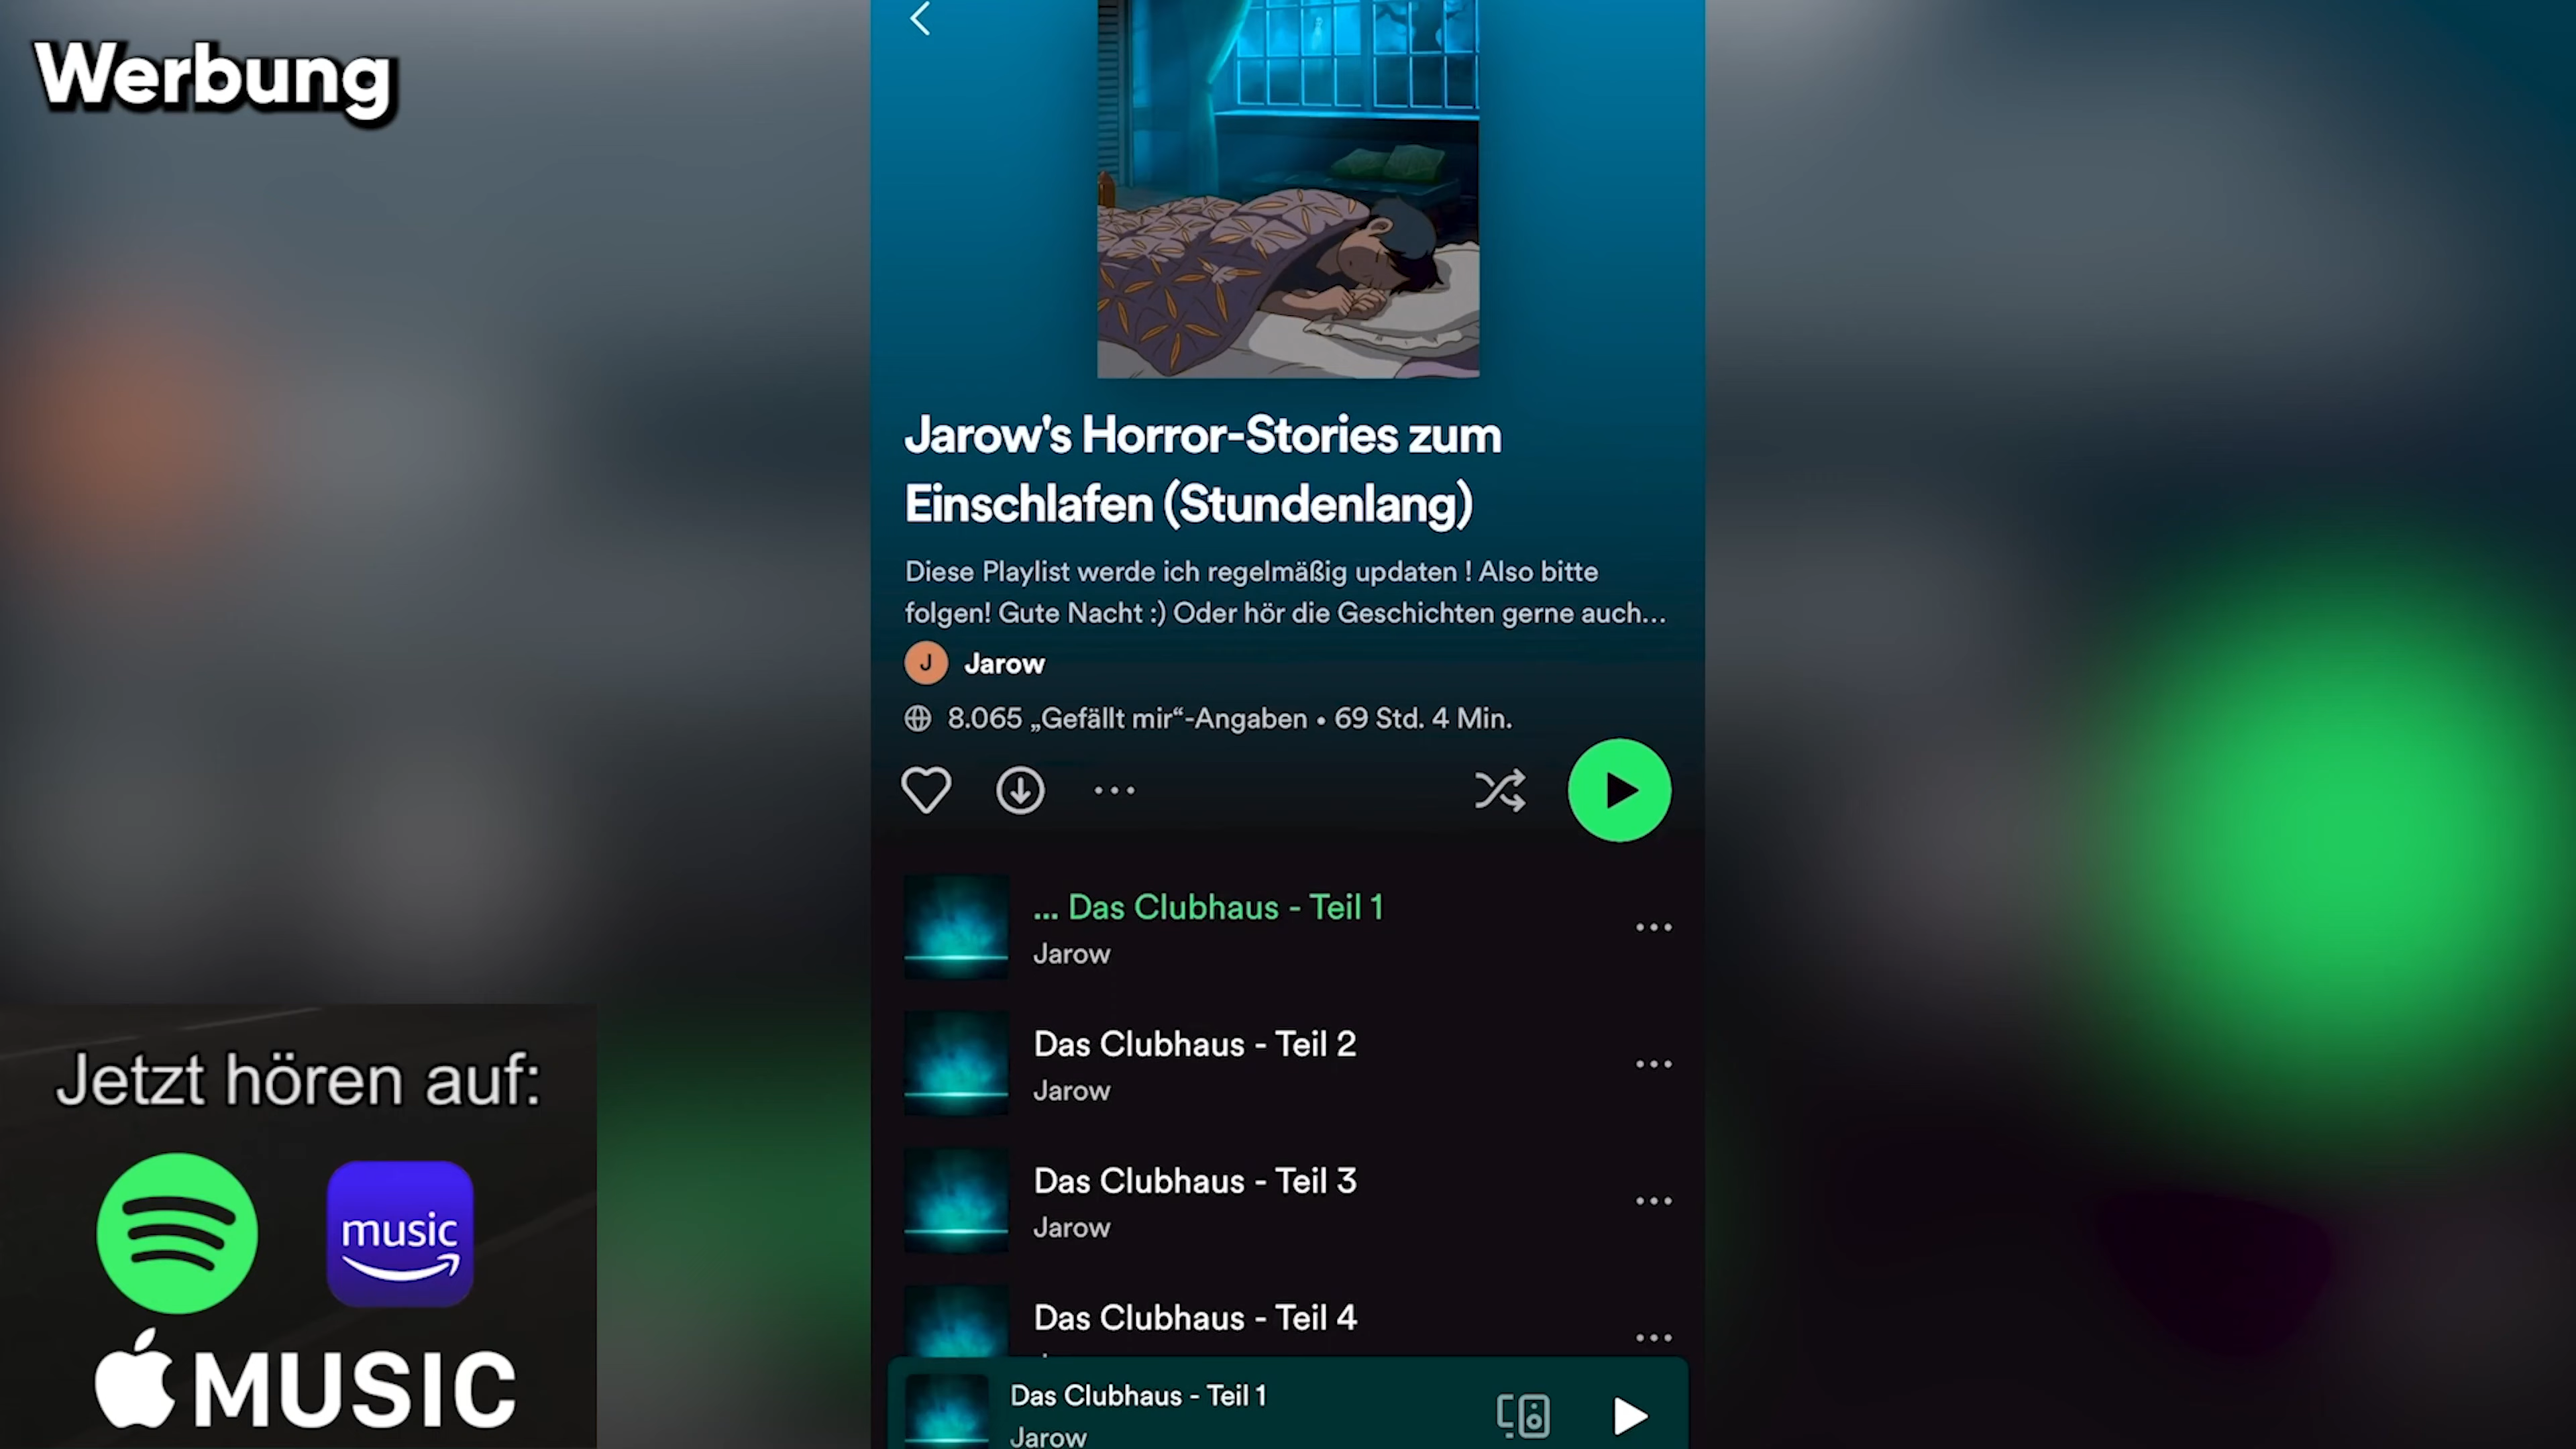 Werbung
Jarow's Horror-Stories zum
Einschlafen (Stundenlang)
Diese Playlist werde ich regelmäßig updaten ! Also bitte
folgen! Gute Nacht :) Oder hör die Geschichten gerne auch...
J Jarow
8.065 „Gefällt mir“-Angaben • 69 Std. 4 Min.
... Das Clubhaus - Teil 1
Jarow
Das Clubhaus - Teil 2
Jarow
Das Clubhaus - Teil 3
Jarow
Das Clubhaus - Teil 4
Das Clubhaus - Teil 1
Jarow
Jetzt hören auf:
music
MUSIC